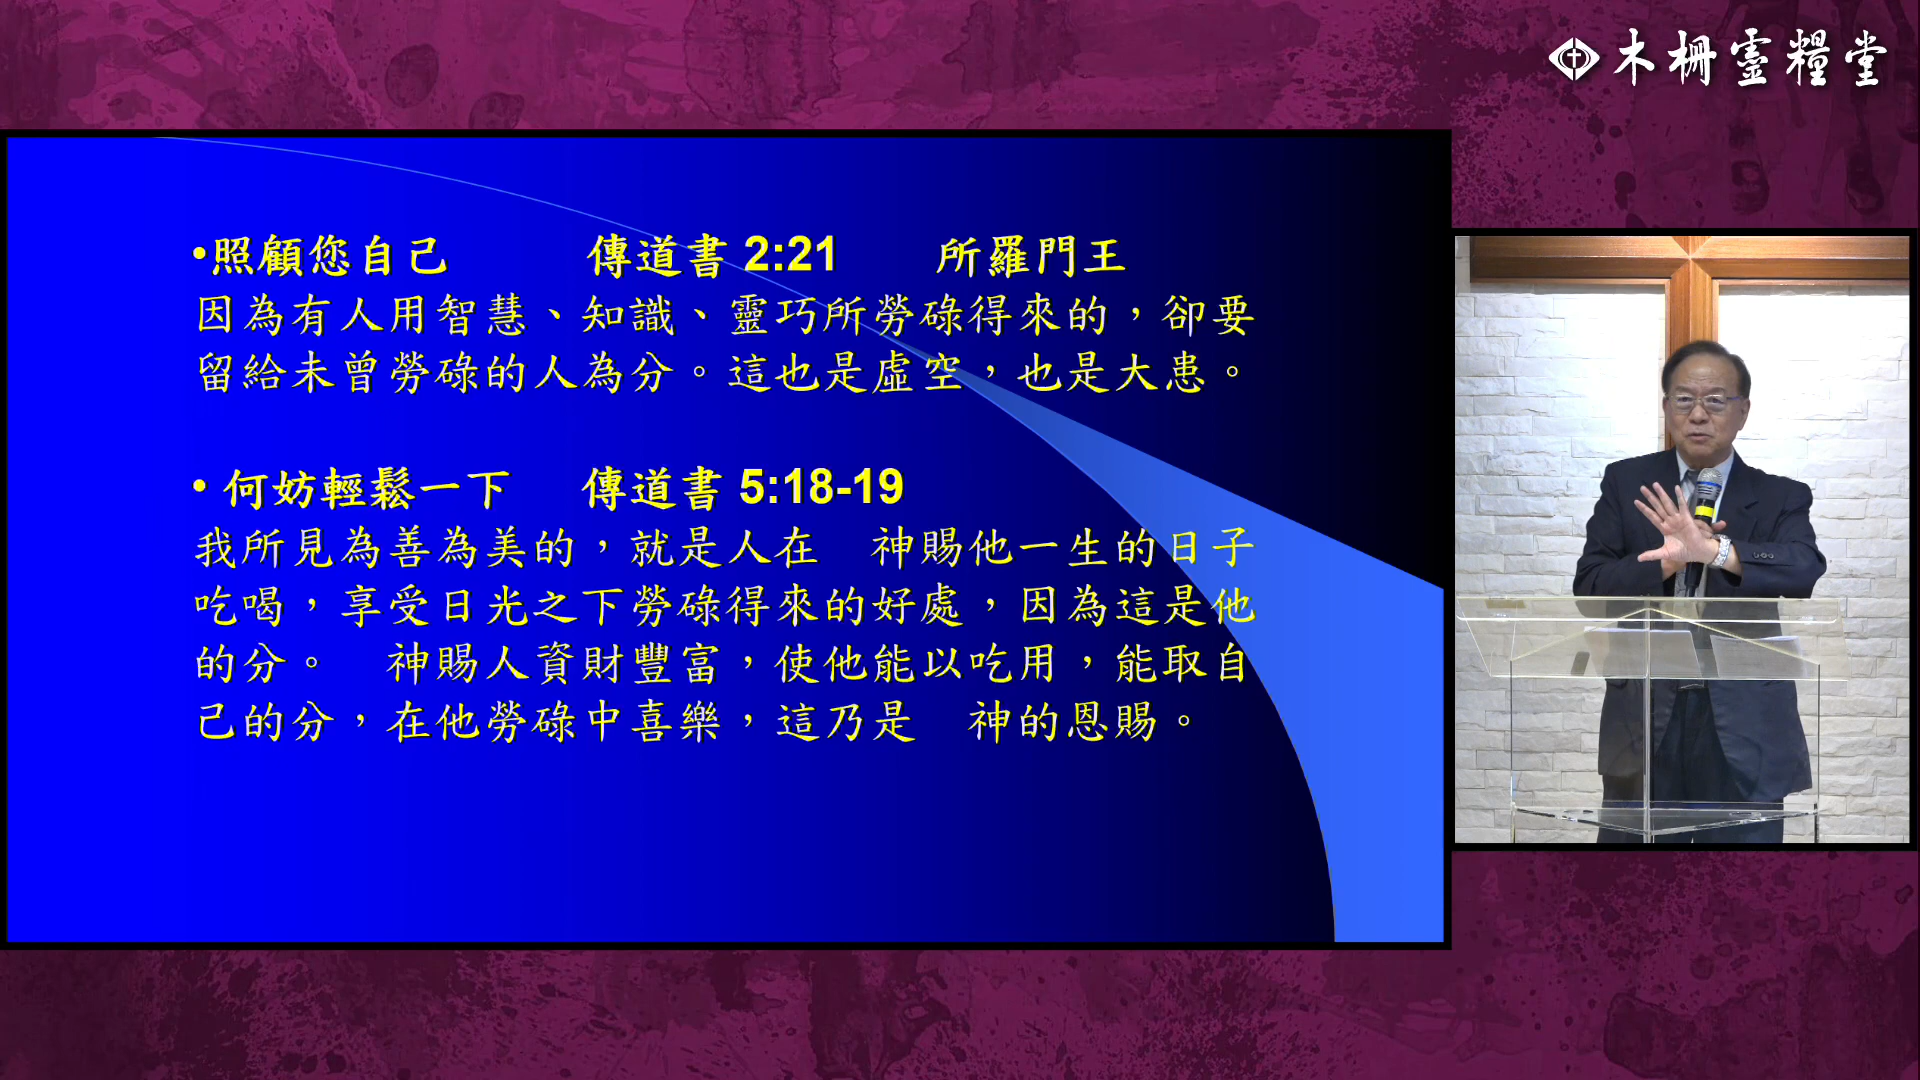 木柵靈糧堂
•照顧您自己 傳道書 2:21 所羅門王
因為有人用智慧、知識、靈巧所勞碌得來的，卻要
留給未曾勞碌的人為分。這也是虛空，也是大患。
• 何妨輕鬆一下 傳道書 5:18-19
我所見為善為美的，就是人在　神賜他一生的日子
吃喝，享受日光之下勞碌得來的好處，因為這是他
的分。　神賜人資財豐富，使他能以吃用，能取自
己的分，在他勞碌中喜樂，這乃是　神的恩賜。